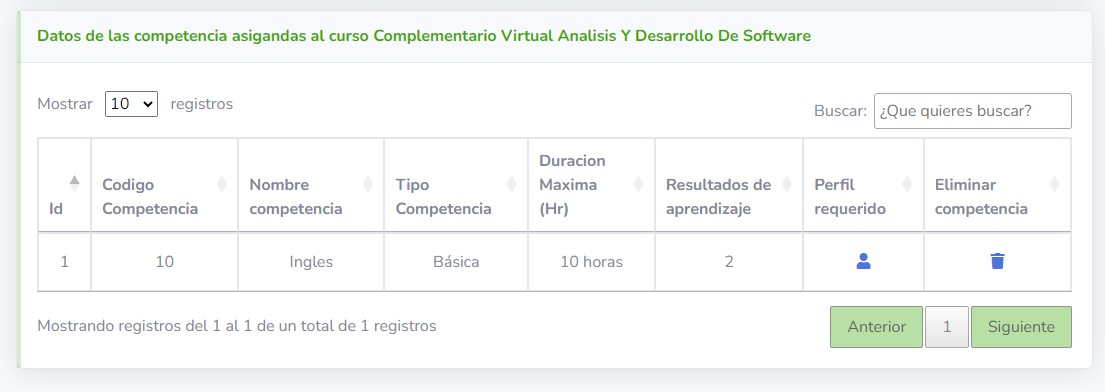 Datos de las competencia asigandas al curso Complementario Virtual Analisis Y Desarrollo De Software
Mostrar 10 registros
Buscar: ¿Que quieres buscar?
Id
Codigo
Competencia
Nombre
competencia
Tipo
Competencia
Duracion
Maxima
(Hr)
Resultados de
aprendizaje
Perfil
requerido
Eliminar
competencia
1 10 Ingles Básica 10 horas 2
Mostrando registros del 1 al 1 de un total de 1 registros
Anterior 1 Siguiente